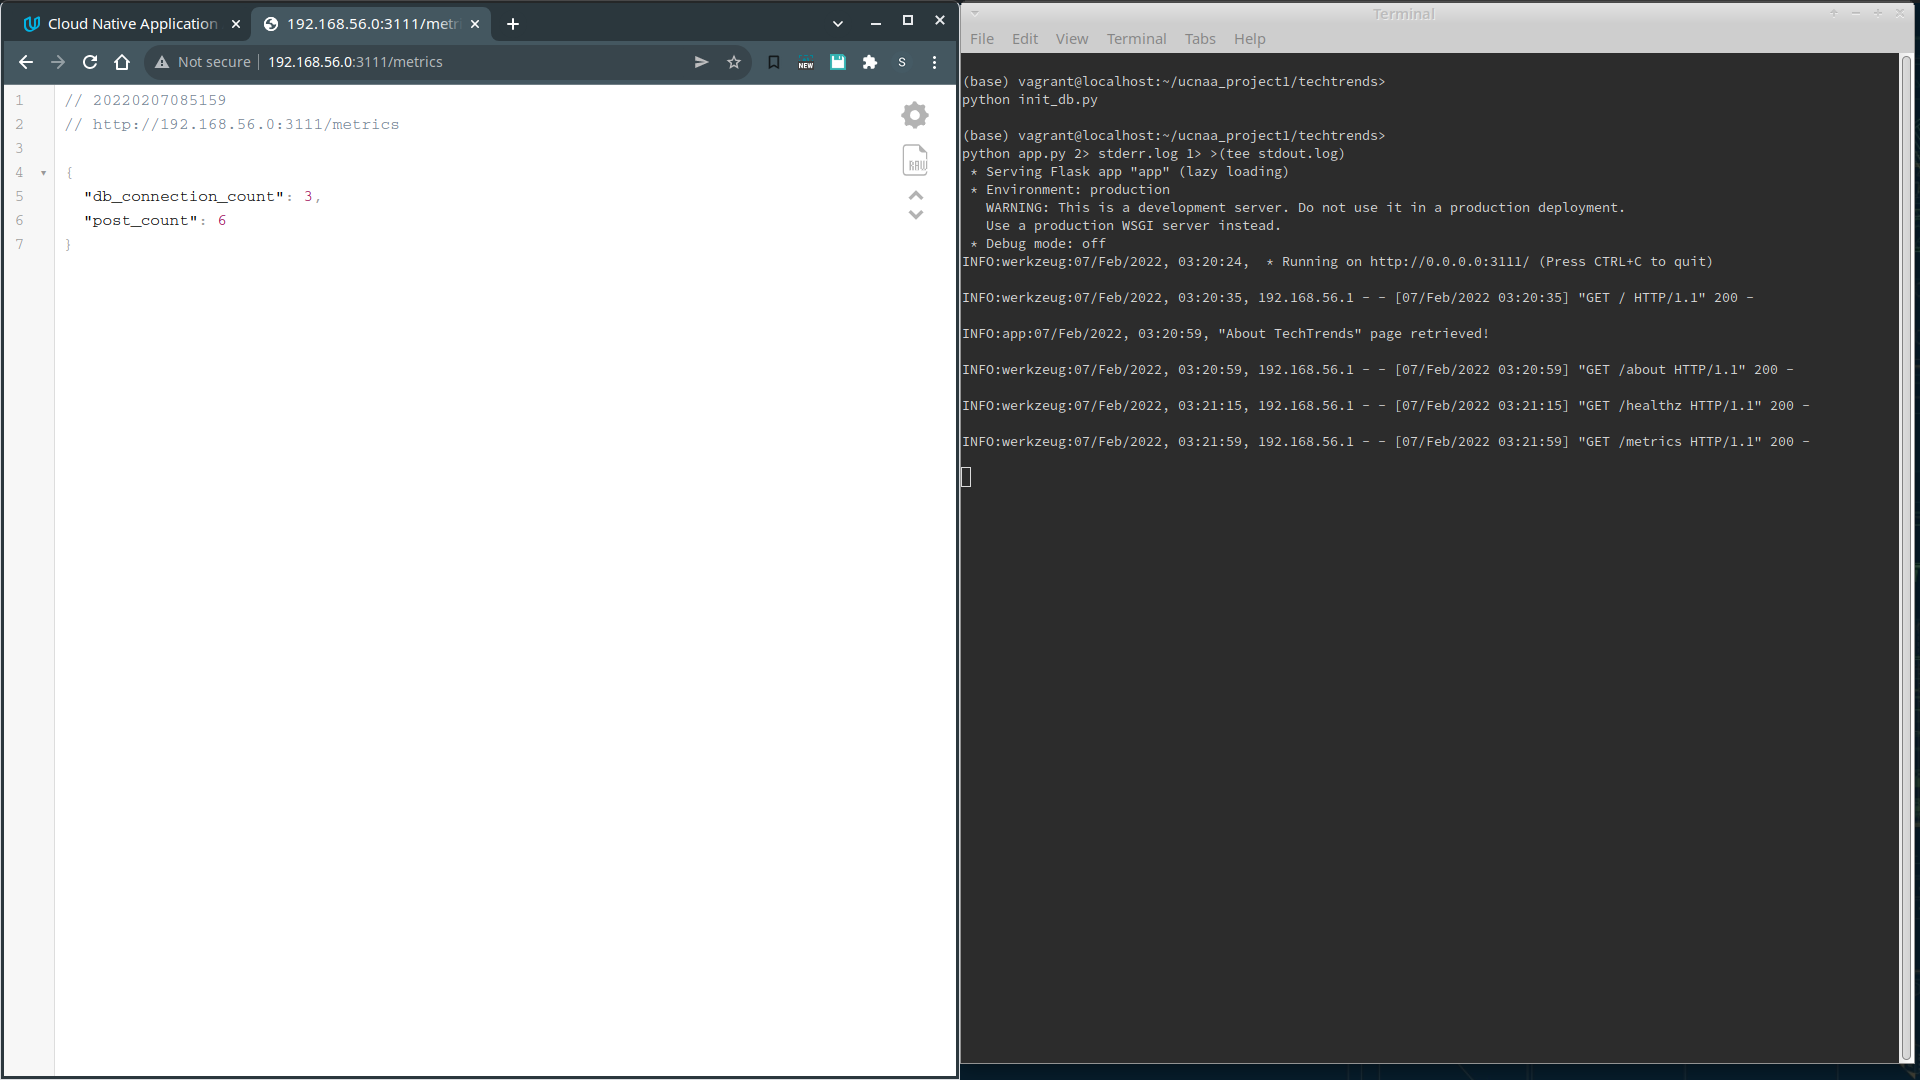 Cloud Native Application
192.168.56.0:3111/metr
Not secure
192.168.56.0:3111/metrics
NEW
S
1 // 20220207085159
2 // http://192.168.56.0:3111/metrics
3
4 {
5 "db_connection_count": 3,
6 "post_count": 6
7 }
RAW
Terminal
File Edit View Terminal Tabs Help
(base) vagrant@localhost:~/ucnaa_project1/techtrends>
python init_db.py
(base) vagrant@localhost:~/ucnaa_project1/techtrends>
python app.py 2> stderr.log 1> >(tee stdout.log)
* Serving Flask app "app" (lazy loading)
* Environment: production
WARNING: This is a development server. Do not use it in a production deployment.
Use a production WSGI server instead.
* Debug mode: off
INFO:werkzeug:07/Feb/2022, 03:20:24,  * Running on http://0.0.0.0:3111/ (Press CTRL+C to quit)
INFO:werkzeug:07/Feb/2022, 03:20:35, 192.168.56.1 - - [07/Feb/2022 03:20:35] "GET / HTTP/1.1" 200 -
INFO:app:07/Feb/2022, 03:20:59, "About TechTrends" page retrieved!
INFO:werkzeug:07/Feb/2022, 03:20:59, 192.168.56.1 - - [07/Feb/2022 03:20:59] "GET /about HTTP/1.1" 200 -
INFO:werkzeug:07/Feb/2022, 03:21:15, 192.168.56.1 - - [07/Feb/2022 03:21:15] "GET /healthz HTTP/1.1" 200 -
INFO:werkzeug:07/Feb/2022, 03:21:59, 192.168.56.1 - - [07/Feb/2022 03:21:59] "GET /metrics HTTP/1.1" 200 -